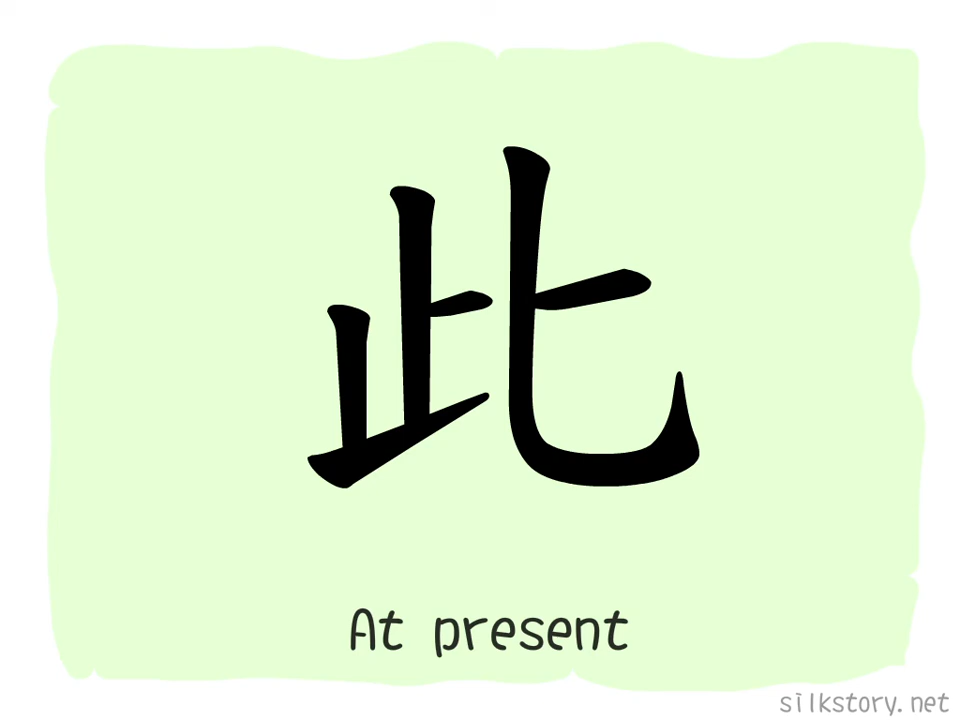 此
At present
silkstory.net